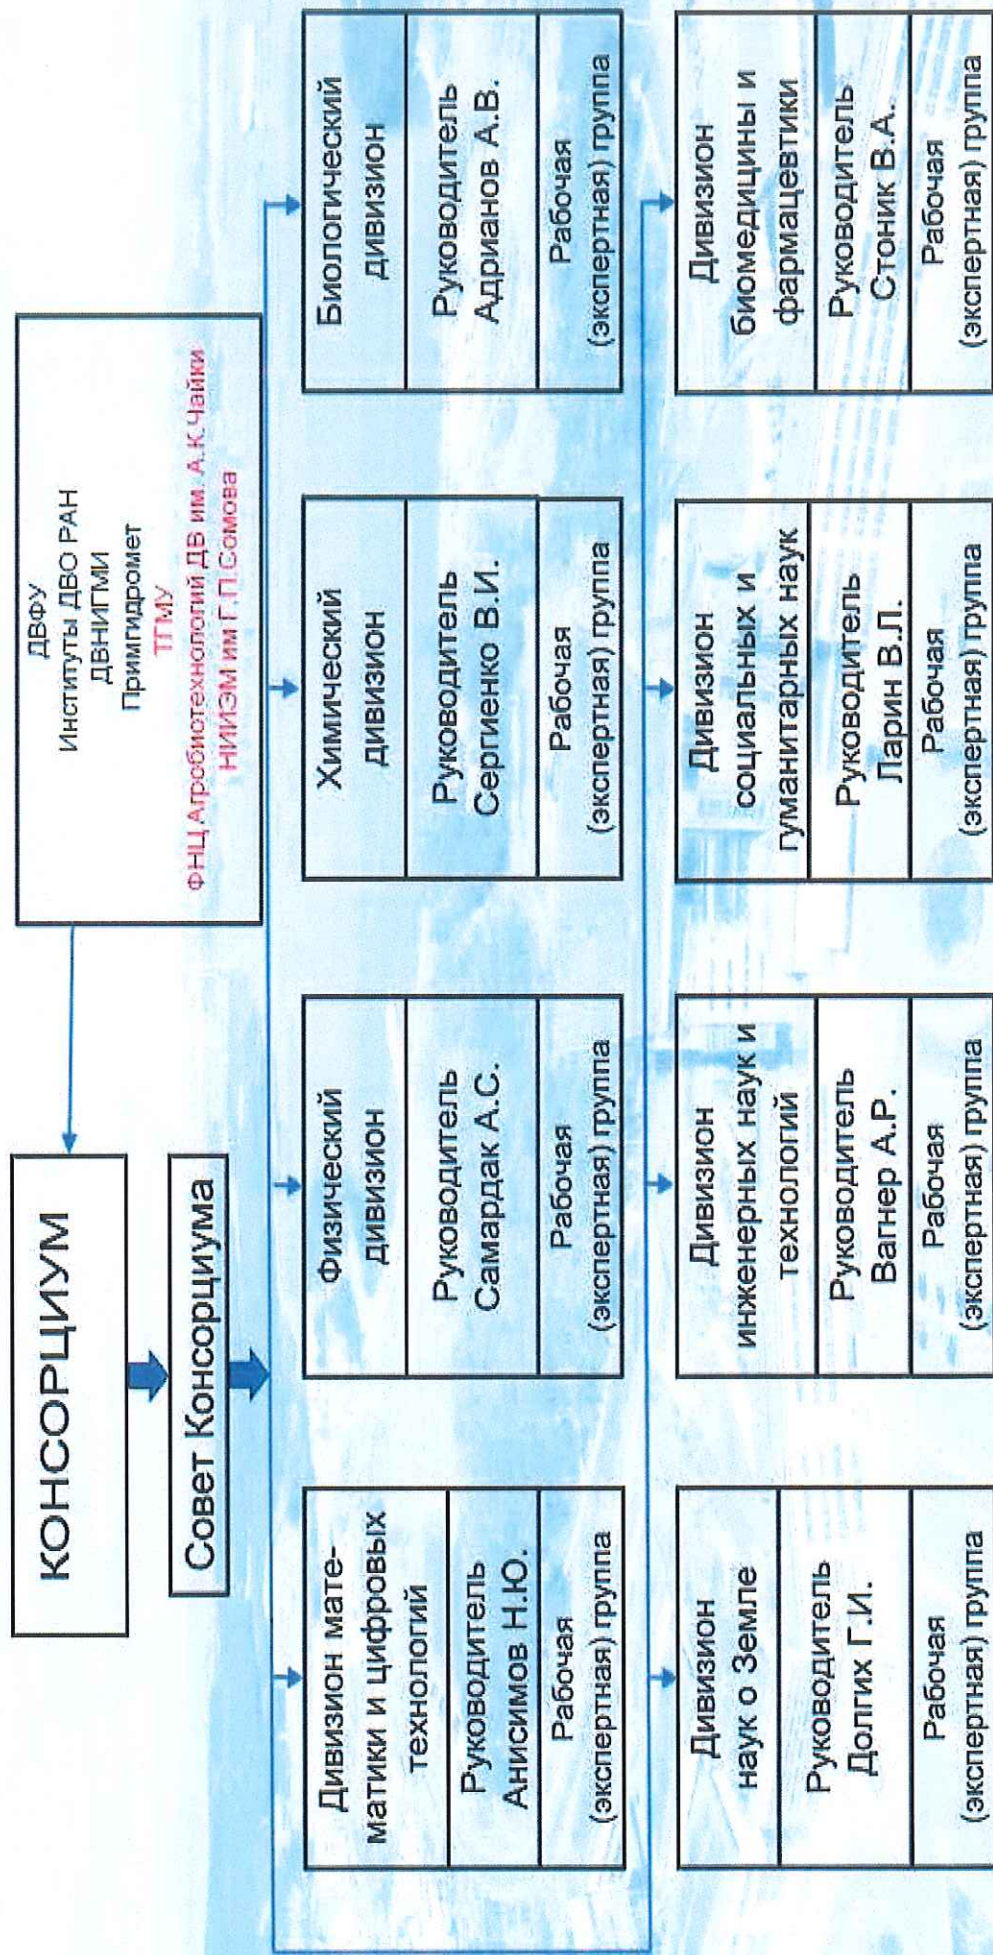 КОНСОРЦИУМ
Совет Консорциума
ДВФУ
Институты ДВО РАН
ДВНИГМИ
Примгидромет
ТГМУ
ФНЦ Агробиотехнологий ДВ им. А.К.Чайки
НИИЭМ им Г.П.Сомова
Дивизион мате-
матики и цифровых
технологий
Руководитель
Анисимов Н.Ю.
Рабочая
(экспертная) группа
Физический
дивизион
Руководитель
Самардак А.С.
Рабочая
(экспертная) группа
Химический
дивизион
Руководитель
Сергиенко В.И.
Рабочая
(экспертная) группа
Биологический
дивизион
Руководитель
Адрианов А.В.
Рабочая
(экспертная) группа
Дивизион
наук о Земле
Руководитель
Долгих Г.И.
Рабочая
(экспертная) группа
Дивизион
инженерных наук и
технологий
Руководитель
Вагнер А.Р.
Рабочая
(экспертная) группа
Дивизион
социальных и
гуманитарных наук
Руководитель
Ларин В.Л.
Рабочая
(экспертная) группа
Дивизион
биомедицины и
фармацевтики
Руководитель
Стоник В.А.
Рабочая
(экспертная) группа